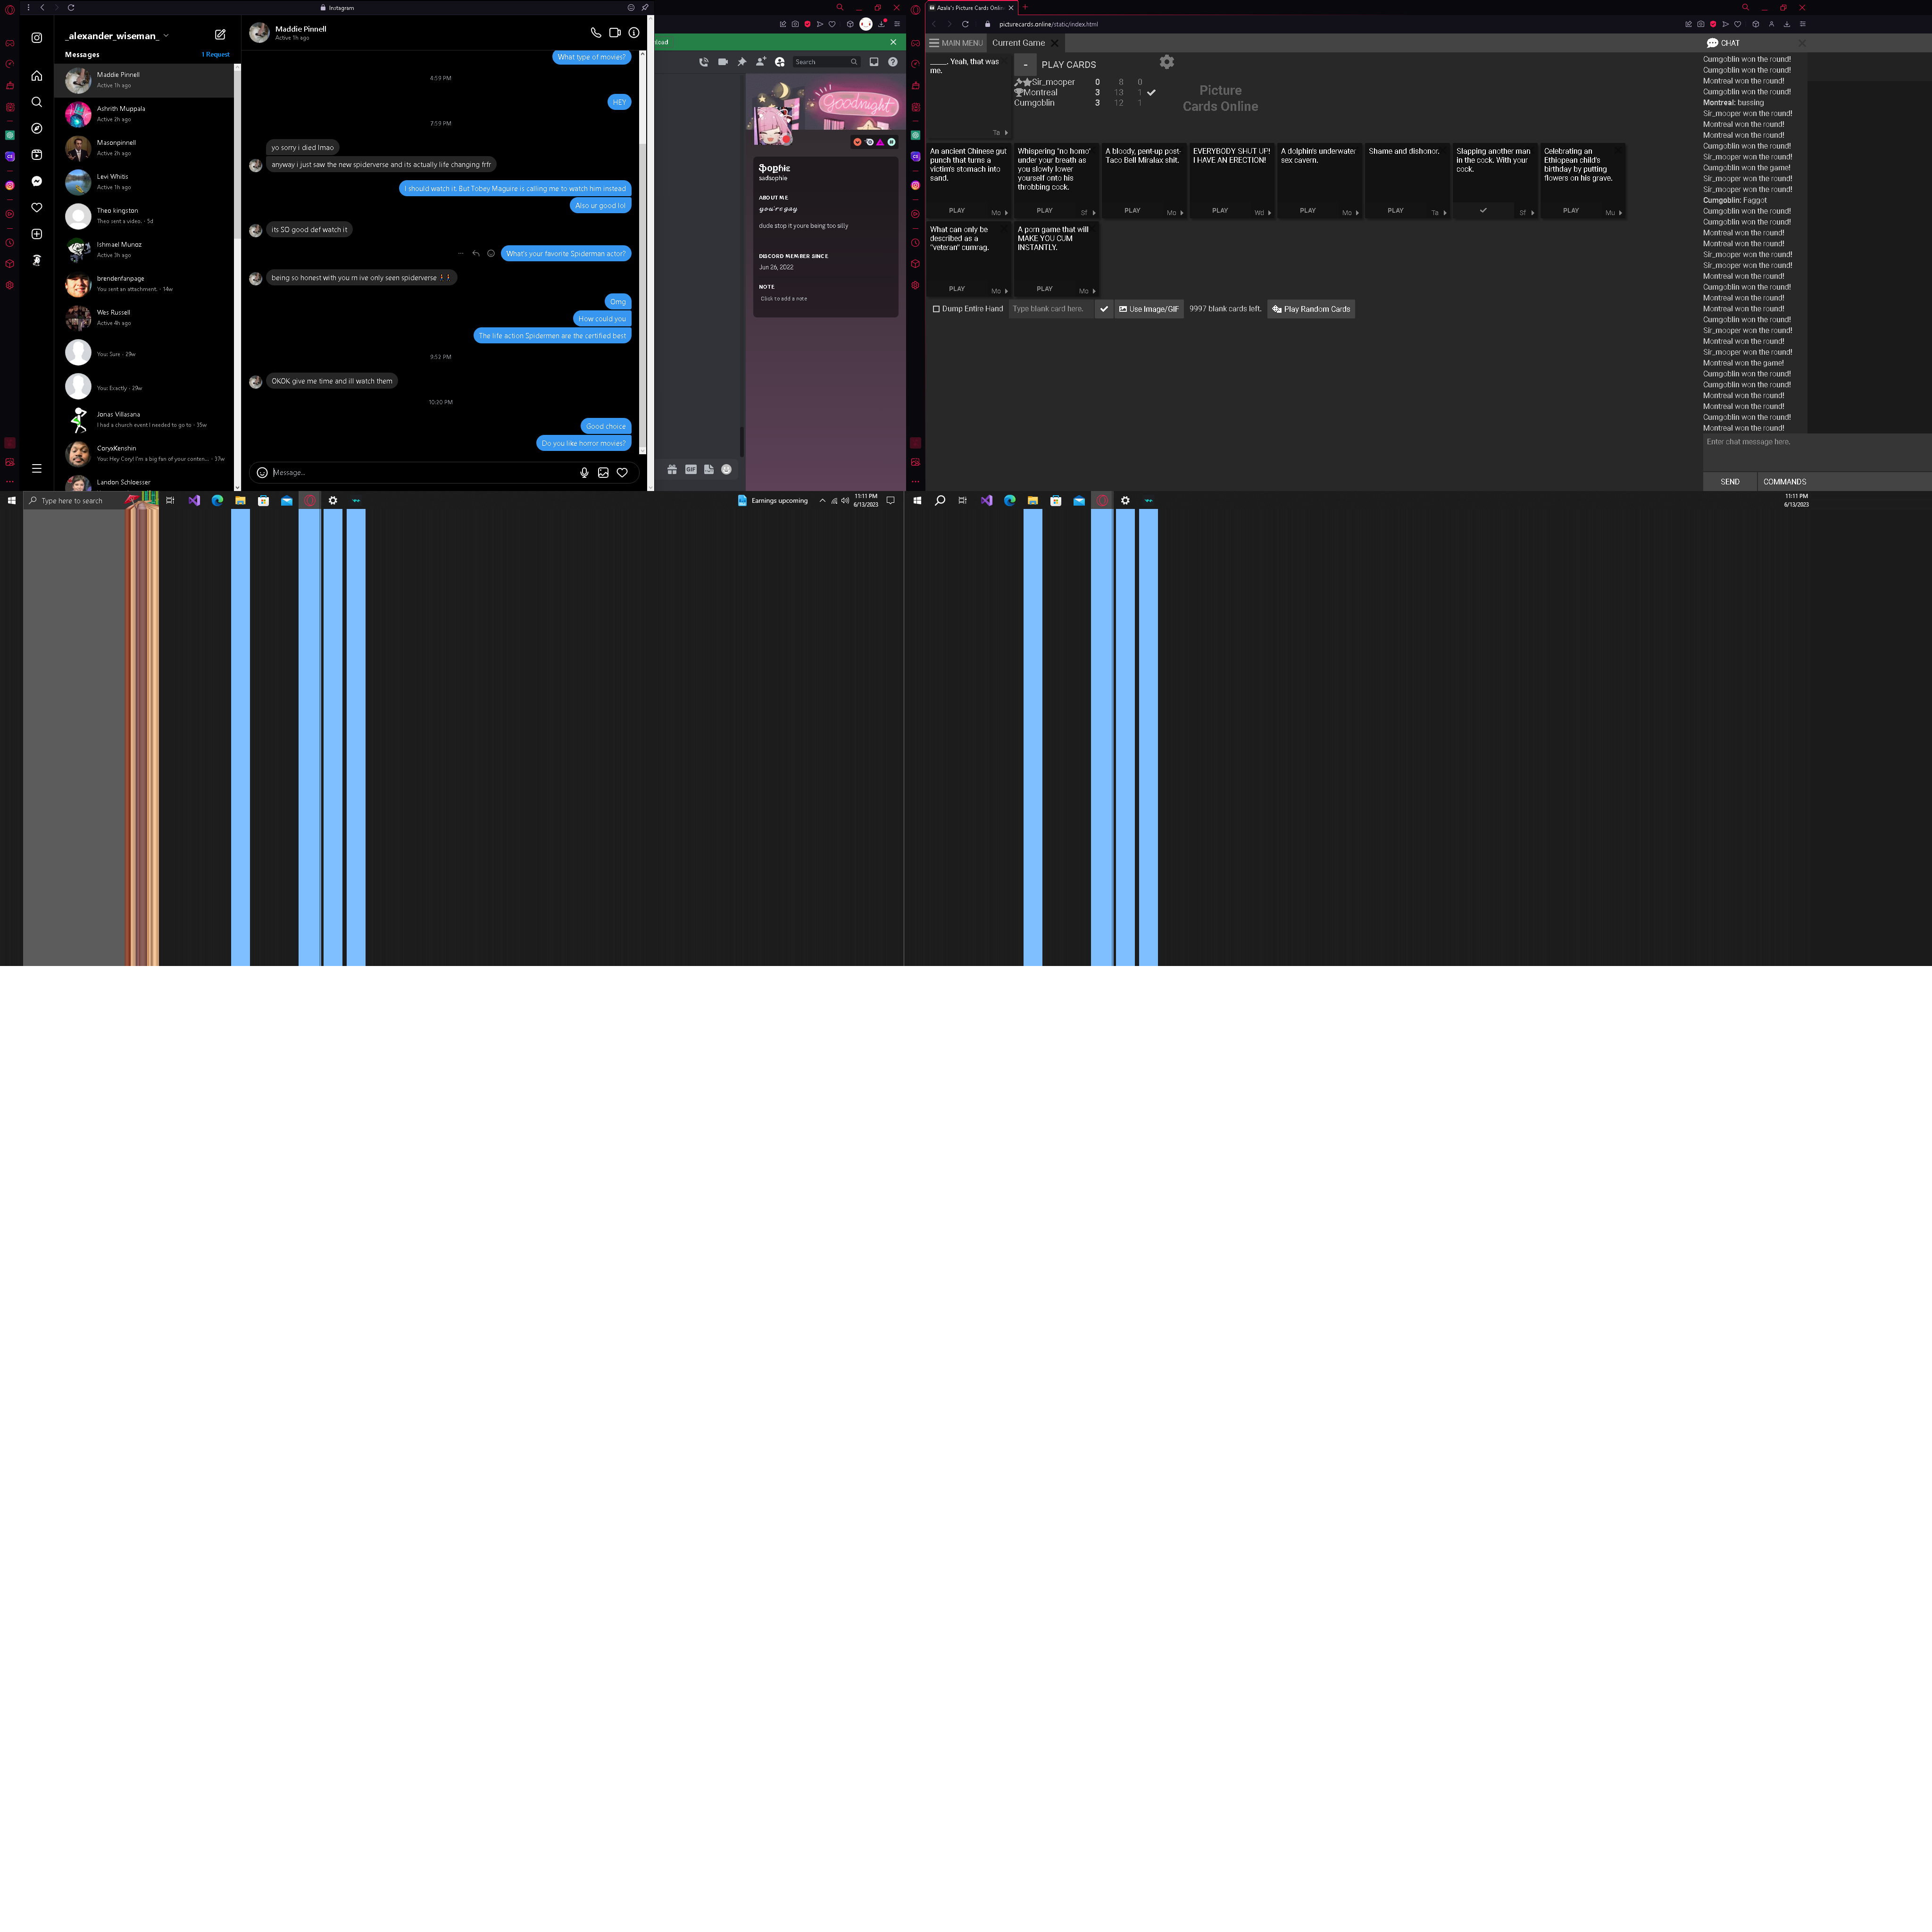 Instagram
_alexander_wiseman_
Messages
1 Request
Maddie Pinnell
Active 1h ago
Ashrith Muppala
Active 2h ago
Masonpinnell
Active 2h ago
Levi Whitis
Active 1h ago
Theo kingston
Theo sent a video. · 5d
Ishmael Munoz
Active 3h ago
brendenfanpage
You sent an attachment. · 14w
Wes Russell
Active 4h ago
You: Sure · 29w
You: Exactly · 29w
Jonas Villasana
I had a church event I needed to go to · 35w
CoryxKenshin
You: Hey Cory! I'm a big fan of your conten... · 37w
Landon Schloesser
Maddie Pinnell
Active 1h ago
What type of movies?
4:59 PM
HEY
7:59 PM
yo sorry i died lmao
anyway i just saw the new spiderverse and its actually life changing frfr
I should watch it. But Tobey Maguire is calling me to watch him instead
Also ur good lol
its SO good def watch it
What's your favorite Spiderman actor?
being so honest with you rn ive only seen spiderverse
Omg
How could you
The life action Spidermen are the certified best
9:52 PM
OKOK give me time and ill watch them
10:20 PM
Good choice
Do you like horror movies?
Message...
Search
Goodnight
sadsophie
ABOUT ME
you're gay
dude stop it youre being too silly
DISCORD MEMBER SINCE
Jun 26, 2022
NOTE
Click to add a note
GIF
Type here to search
Earnings upcoming
11:11 PM
6/13/2023
Azala's Picture Cards Onlin
picturecards.online/static/index.html
MAIN MENU
Current Game
____. Yeah, that was
me.
Ta
-
PLAY CARDS
Sir_mooper 0 8 0
Montreal 3 13 1
Cumgoblin 3 12 1
Picture
Cards Online
An ancient Chinese gut
punch that turns a
victim's stomach into
sand.
PLAY
Mo
Whispering "no homo"
under your breath as
you slowly lower
yourself onto his
throbbing cock.
PLAY
Sf
A bloody, pent-up post-
Taco Bell Miralax shit.
PLAY
Mo
EVERYBODY SHUT UP!
I HAVE AN ERECTION!
PLAY
Wd
A dolphin's underwater
sex cavern.
PLAY
Mo
Shame and dishonor.
PLAY
Ta
Slapping another man
in the cock. With your
cock.
Sf
Celebrating an
Ethiopean child's
birthday by putting
flowers on his grave.
PLAY
Mu
What can only be
described as a
"veteran" cumrag.
PLAY
Mo
A porn game that will
MAKE YOU CUM
INSTANTLY.
PLAY
Mo
Dump Entire Hand
Type blank card here.
Use Image/GIF
9997 blank cards left.
Play Random Cards
CHAT
Cumgoblin won the round!
Cumgoblin won the round!
Montreal won the round!
Cumgoblin won the round!
Montreal: bussing
Sir_mooper won the round!
Montreal won the round!
Montreal won the round!
Cumgoblin won the round!
Sir_mooper won the round!
Cumgoblin won the game!
Sir_mooper won the round!
Sir_mooper won the round!
Cumgoblin: Faggot
Cumgoblin won the round!
Cumgoblin won the round!
Montreal won the round!
Montreal won the round!
Sir_mooper won the round!
Sir_mooper won the round!
Montreal won the round!
Cumgoblin won the round!
Montreal won the round!
Montreal won the round!
Cumgoblin won the round!
Sir_mooper won the round!
Montreal won the round!
Sir_mooper won the round!
Montreal won the game!
Cumgoblin won the round!
Cumgoblin won the round!
Montreal won the round!
Montreal won the round!
Cumgoblin won the round!
Montreal won the round!
Enter chat message here.
SEND
COMMANDS
11:11 PM
6/13/2023